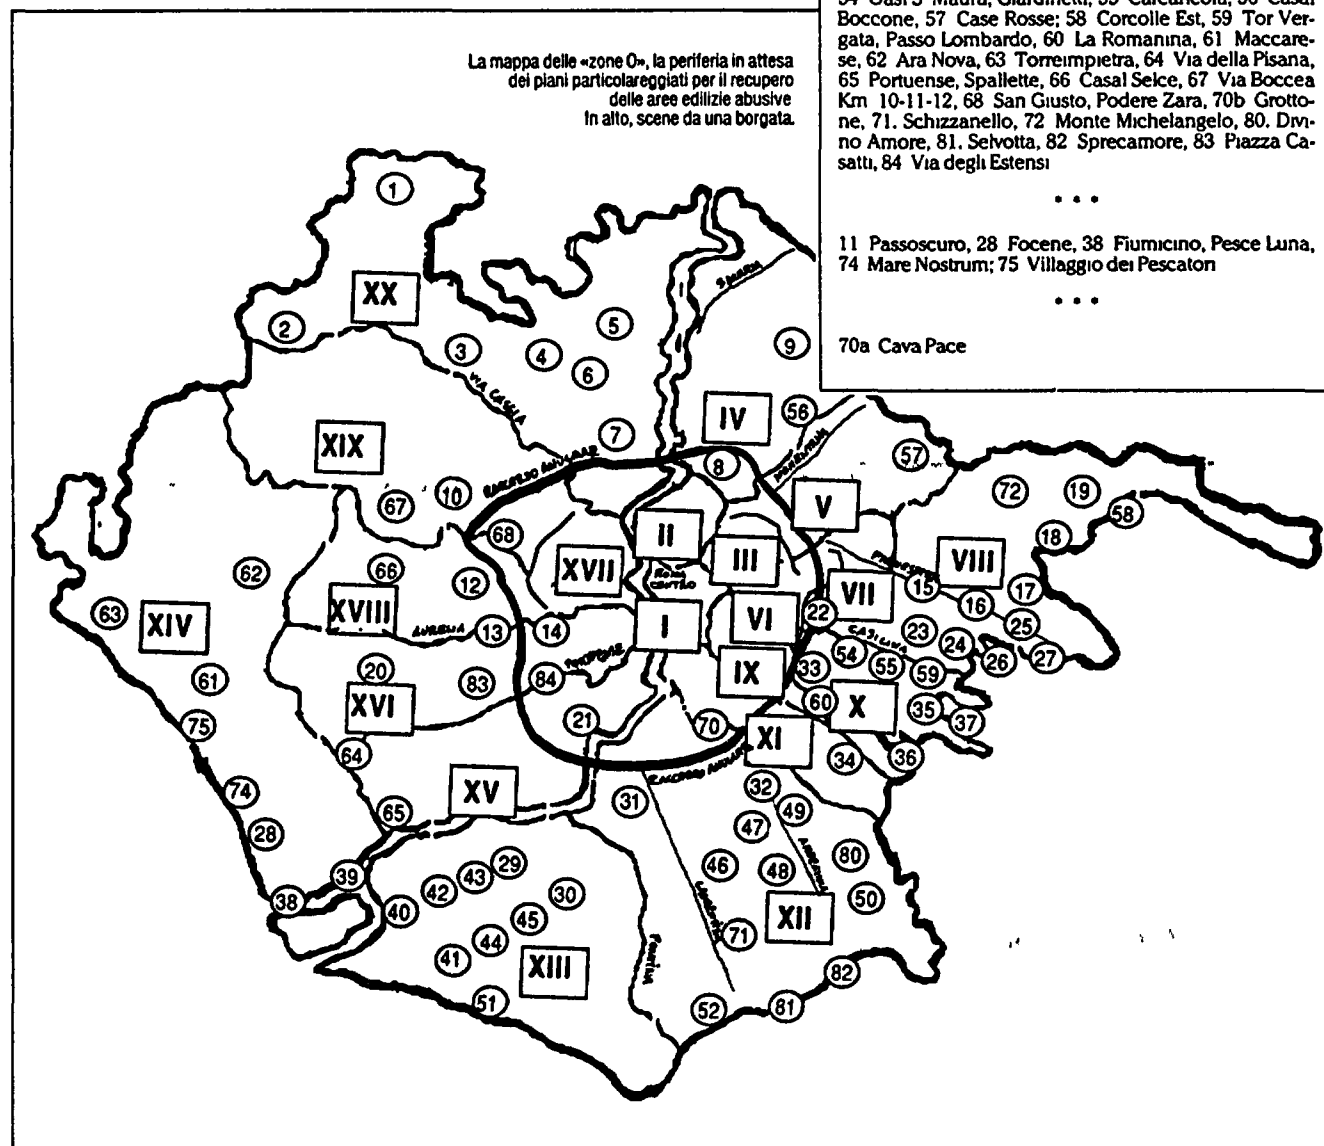 La mappa delle «zone O», la periferia in attesa
dei piani particolareggiati per il recupero
delle aree edilizie abusive
In alto, scene da una borgata.
Boccone, 57 Case Rosse; 58 Corcolle Est, 59 Tor Ver-
gata, Passo Lombardo, 60 La Romanina, 61 Maccare-
se, 62 Ara Nova, 63 Torreimpietra, 64 Via della Pisana,
65 Portuense, Spallette, 66 Casal Selce, 67 Via Boccea
Km 10-11-12, 68 San Giusto, Podere Zara, 70b Grotto-
ne, 71. Schizzanello, 72 Monte Michelangelo, 80. Divi-
no Amore, 81. Selvotta, 82 Sprecamore, 83 Piazza Ca-
satti, 84 Via degli Estensi
* * *
11 Passoscuro, 28 Focene, 38 Fiumicino, Pesce Luna,
74 Mare Nostrum; 75 Villaggio dei Pescaton
* * *
70a Cava Pace
1
XX
2
3
4
5
6
7
9
VIA CASSIA
IV
56
57
XIX
RACCORDO ANULARE
8
V
67
10
68
II
III
72
19
58
18
VIII
62
66
12
XVII
ROMA
CENTRO
VII
15
16
17
63
XIV
XVIII
AURELIA
13
14
I
VI
22
CASILINA
23
24
25
26
27
61
20
83
84
IX
33
54
55
59
75
XVI
21
70
60
X
35
37
64
XI
34
36
74
XV
31
32
28
65
47
49
39
42
43
29
46
48
80
38
40
30
50
45
71
XII
41
44
XIII
82
51
52
81